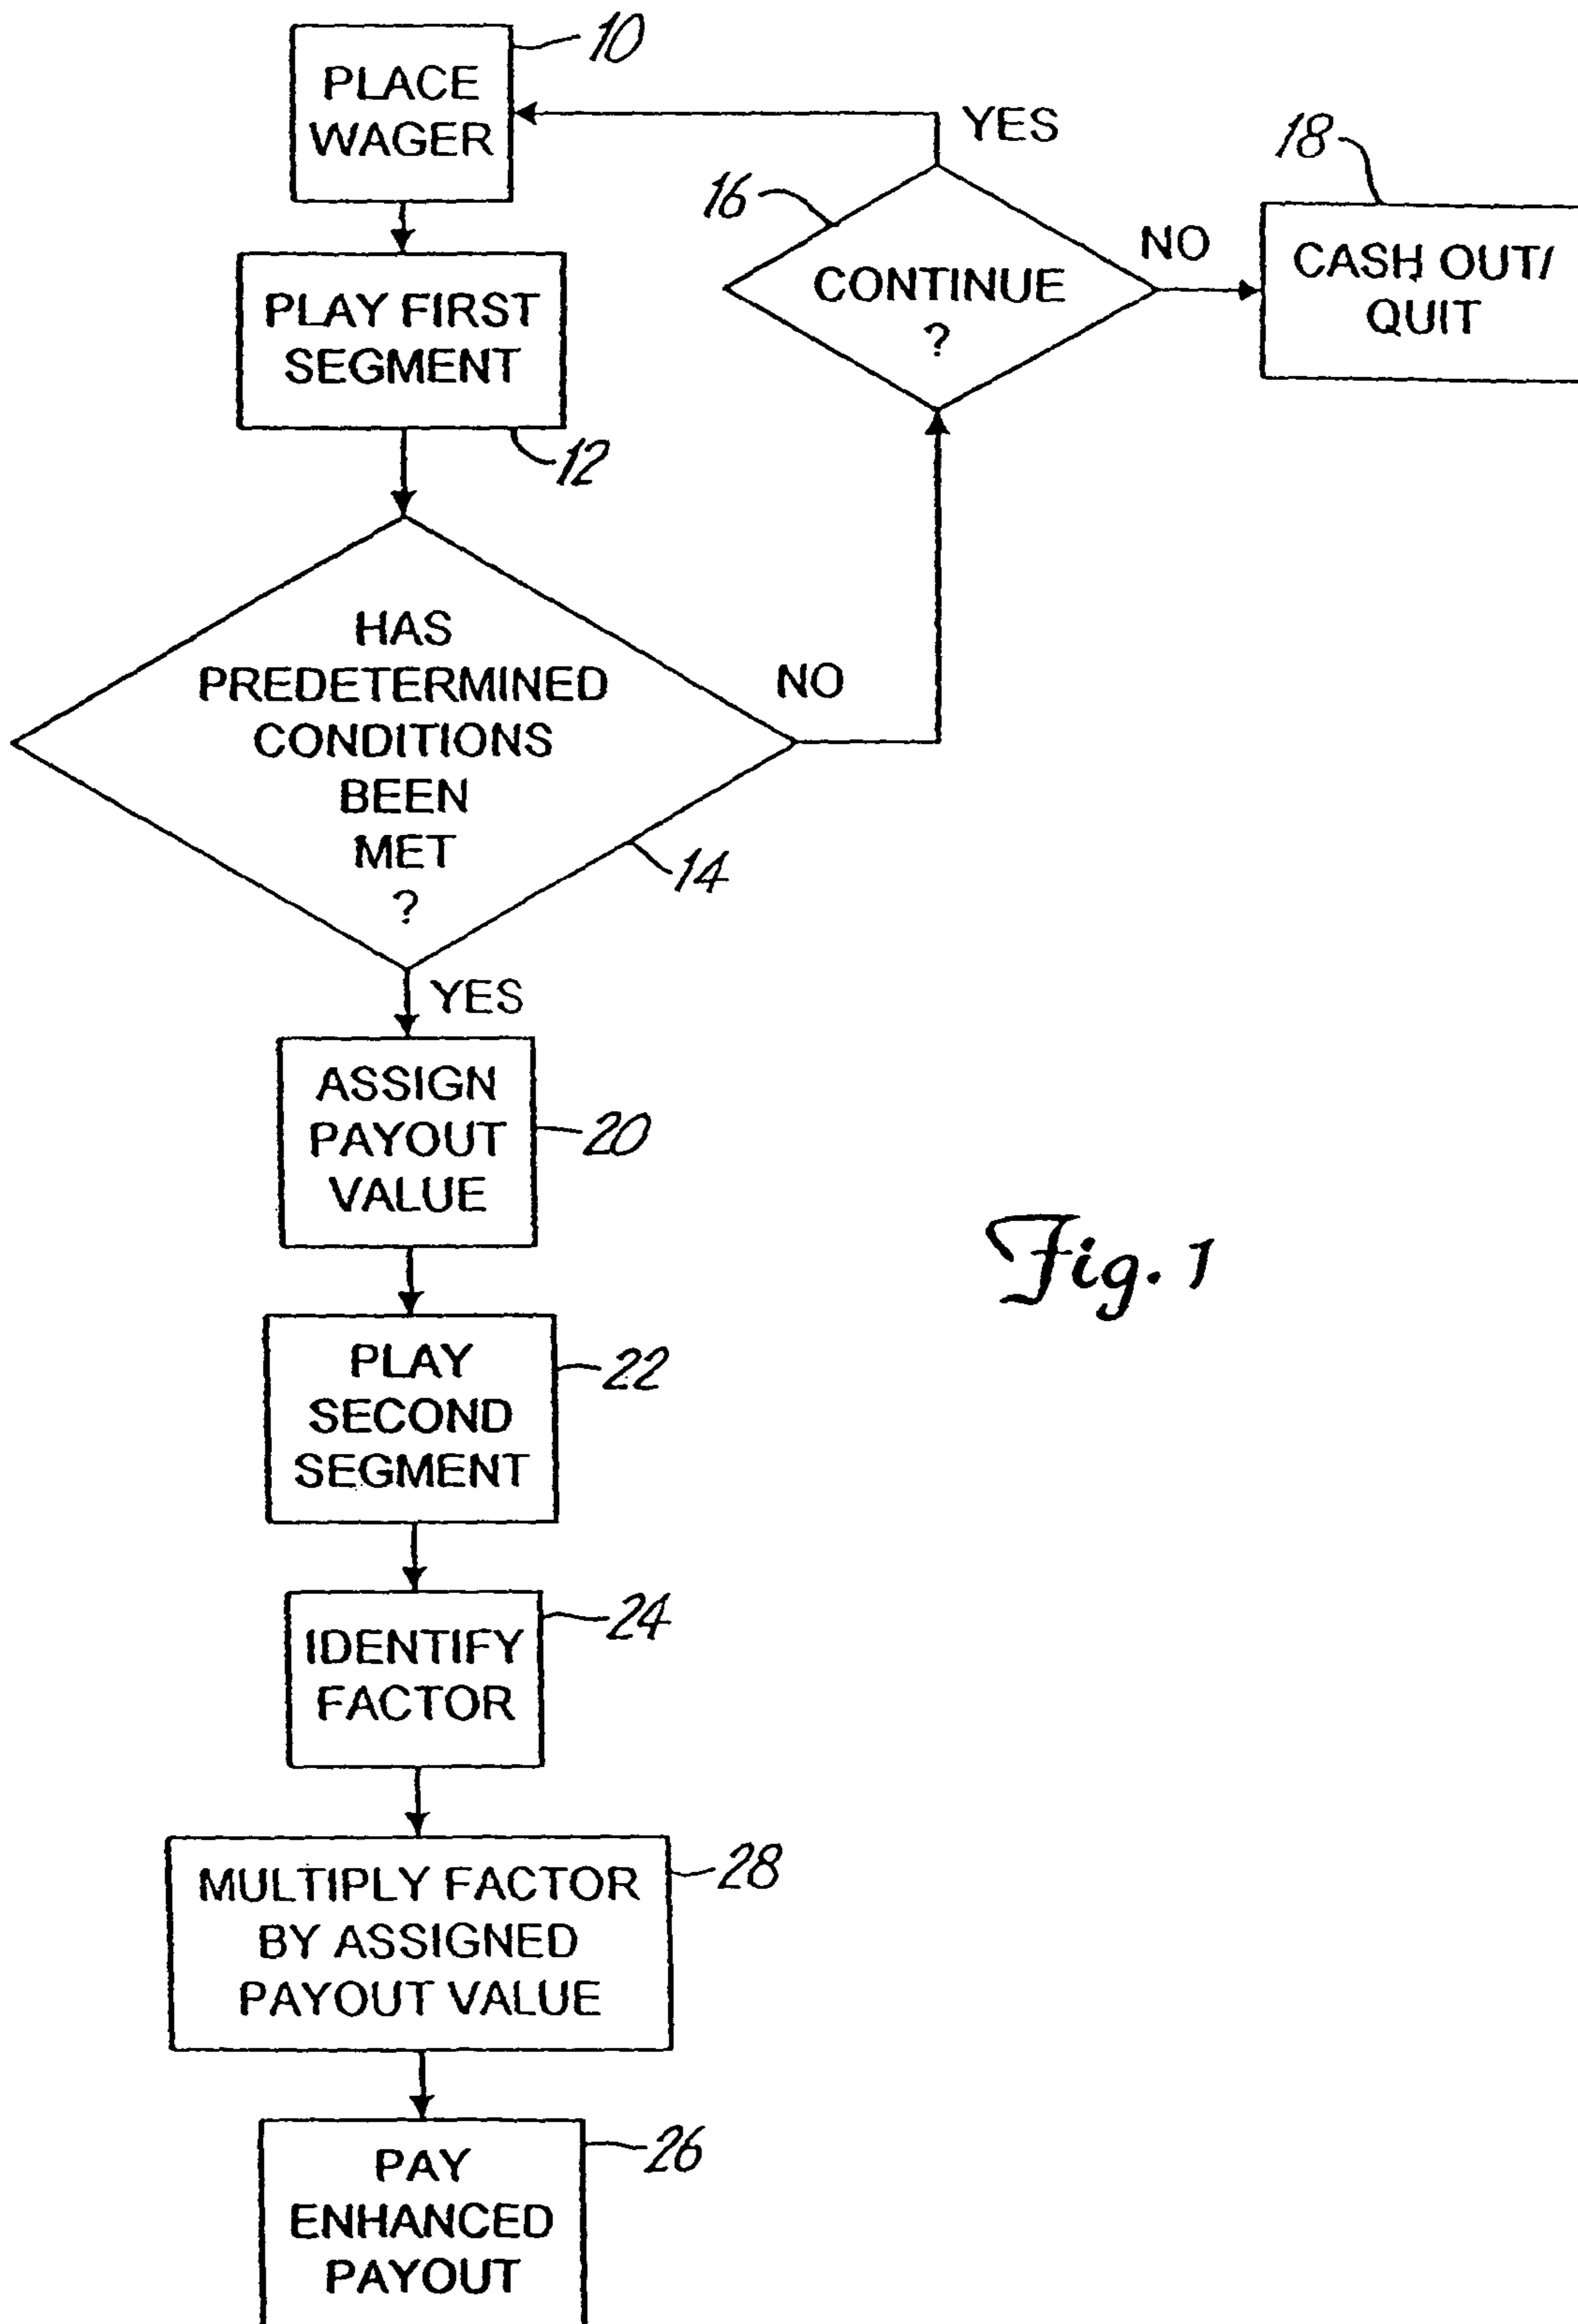 10
PLACE
WAGER
YES
18
16
NO
CASH OUT/
QUIT
CONTINUE
?
PLAY FIRST
SEGMENT
12
HAS
PREDETERMINED
CONDITIONS
BEEN
MET
?
NO
14
YES
ASSIGN
PAYOUT
VALUE
20
Fig. 1
PLAY
SECOND
SEGMENT
22
24
IDENTIFY
FACTOR
28
MULTIPLY FACTOR
BY ASSIGNED
PAYOUT VALUE
26
PAY
ENHANCED
PAYOUT